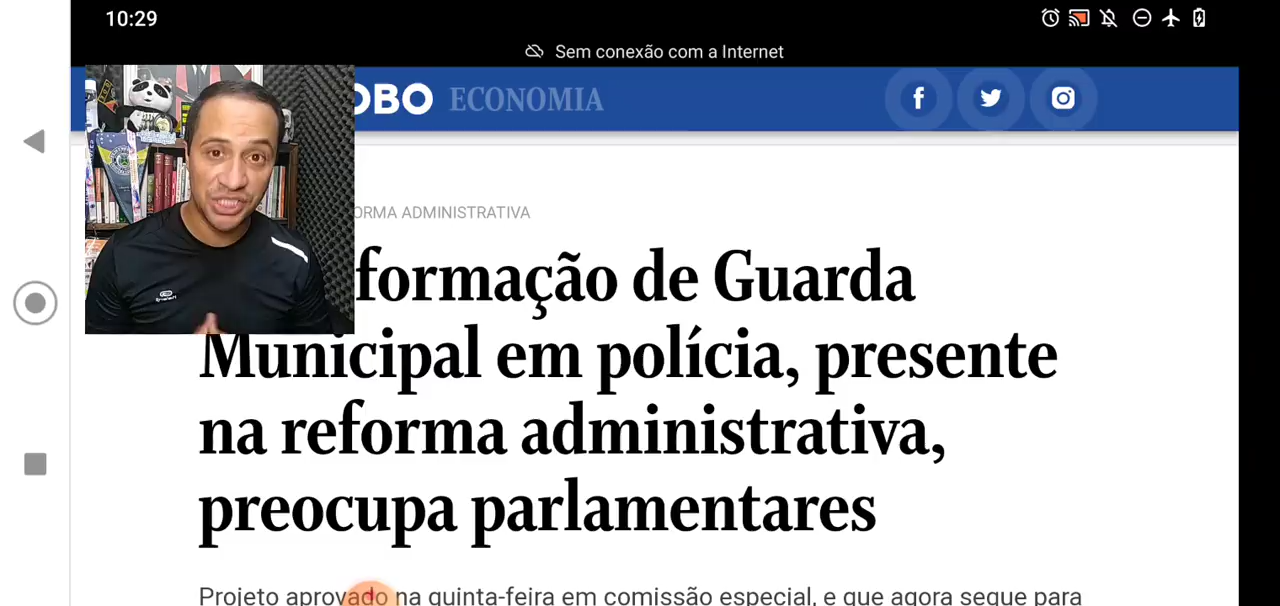 10:29
Sem conexão com a Internet
OBO ECONOMIA
ORMA ADMINISTRATIVA
formação de Guarda
Municipal em polícia, presente
na reforma administrativa,
preocupa parlamentares
Projeto aprovado na quinta-feira em comissão especial, e que agora segue para